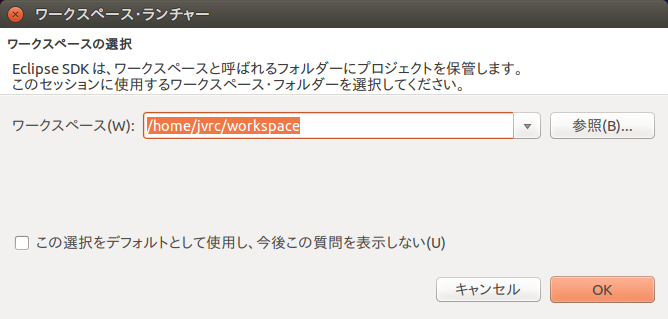 ワークスペース・ランチャー
ワークスペースの選択
Eclipse SDK は、ワークスペースと呼ばれるフォルダーにプロジェクトを保管します。
このセッションに使用するワークスペース・フォルダーを選択してください。
ワークスペース(W): /home/jvrc/workspace 参照(B)...
この選択をデフォルトとして使用し、今後この質問を表示しない(U)
キャンセル OK